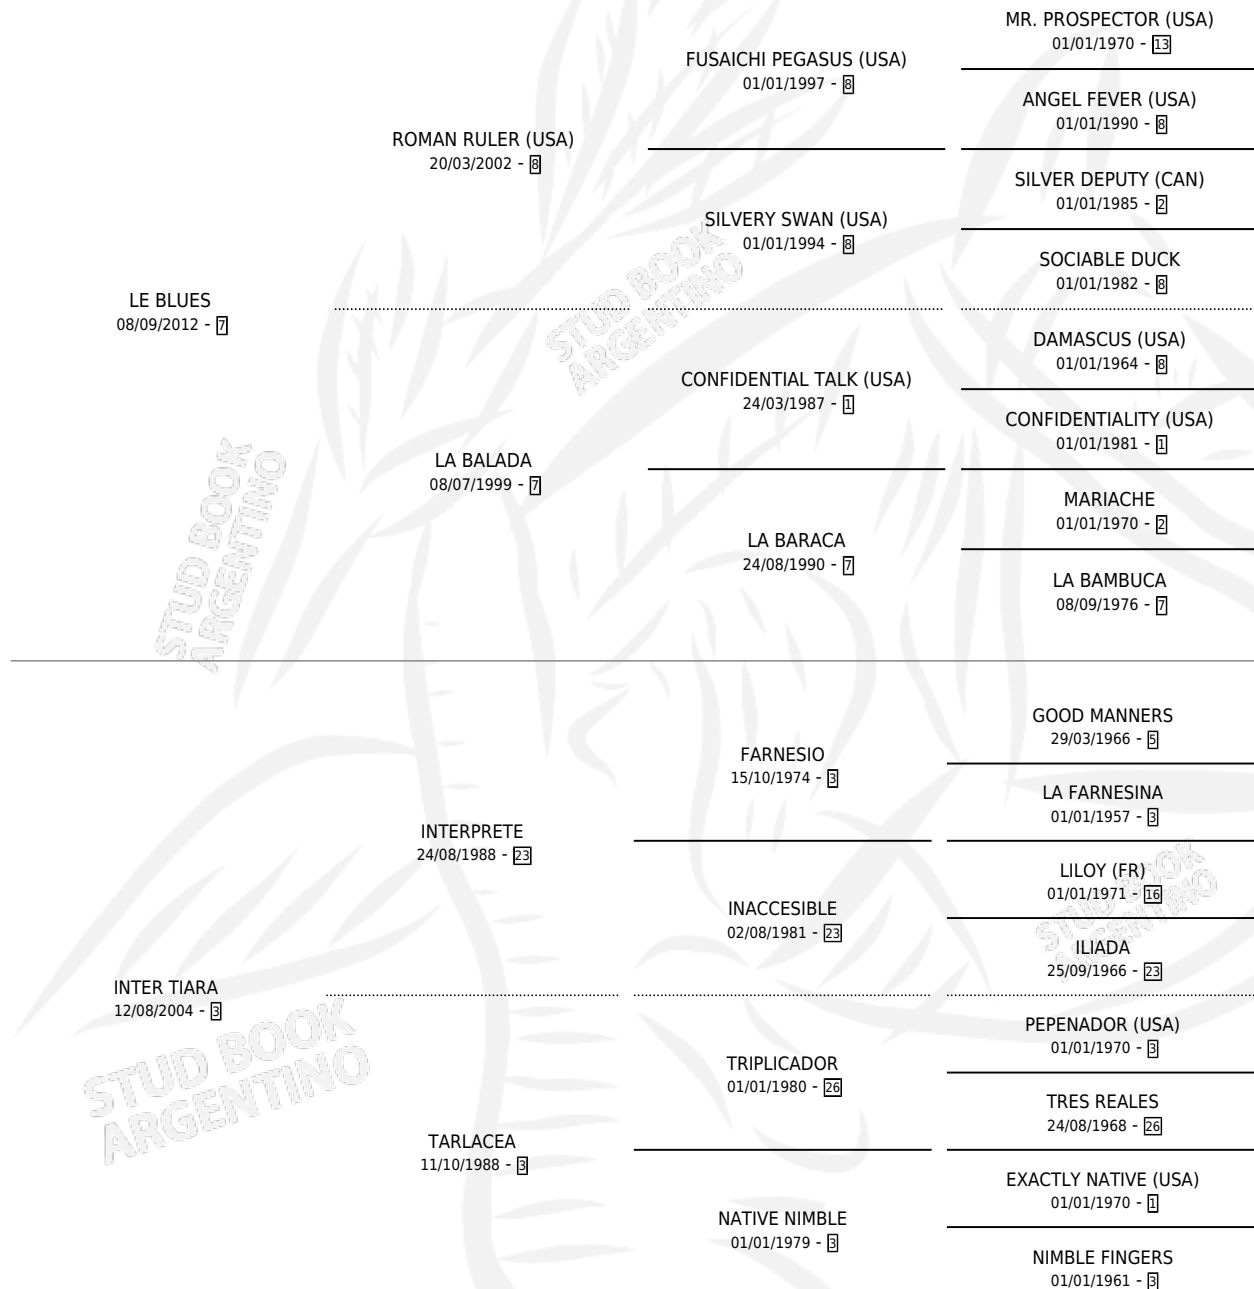 MR. PROSPECTOR (USA)
01/01/1970 - 13
FUSAICHI PEGASUS (USA)
01/01/1997 - 8
ANGEL FEVER (USA)
01/01/1990 - 8
ROMAN RULER (USA)
20/03/2002 - 8
SILVER DEPUTY (CAN)
01/01/1985 - 2
SILVERY SWAN (USA)
01/01/1994 - 8
SOCIABLE DUCK
01/01/1982 - 8
LE BLUES
08/09/2012 - 7
DAMASCUS (USA)
01/01/1964 - 8
CONFIDENTIAL TALK (USA)
24/03/1987 - 1
CONFIDENTIALITY (USA)
01/01/1981 - 1
LA BALADA
08/07/1999 - 7
MARIACHE
01/01/1970 - 2
LA BARACA
24/08/1990 - 7
LA BAMBUCA
08/09/1976 - 7
GOOD MANNERS
29/03/1966 - 5
FARNESIO
15/10/1974 - 3
LA FARNESINA
01/01/1957 - 3
INTERPRETE
24/08/1988 - 23
LILOY (FR)
01/01/1971 - 16
INACCESIBLE
02/08/1981 - 23
ILIADA
25/09/1966 - 23
INTER TIARA
12/08/2004 - 3
PEPENADOR (USA)
01/01/1970 - 3
TRIPLICADOR
01/01/1980 - 26
TRES REALES
24/08/1968 - 26
TARLACEA
11/10/1988 - 3
EXACTLY NATIVE (USA)
01/01/1970 - 1
NATIVE NIMBLE
01/01/1979 - 3
NIMBLE FINGERS
01/01/1961 - 3
STUD BOOK
ARGENTINO
STUD BOOK
ARGENTINO
STUD BOOK
ARGENTINO
STUD BOOK
ARGENTINO